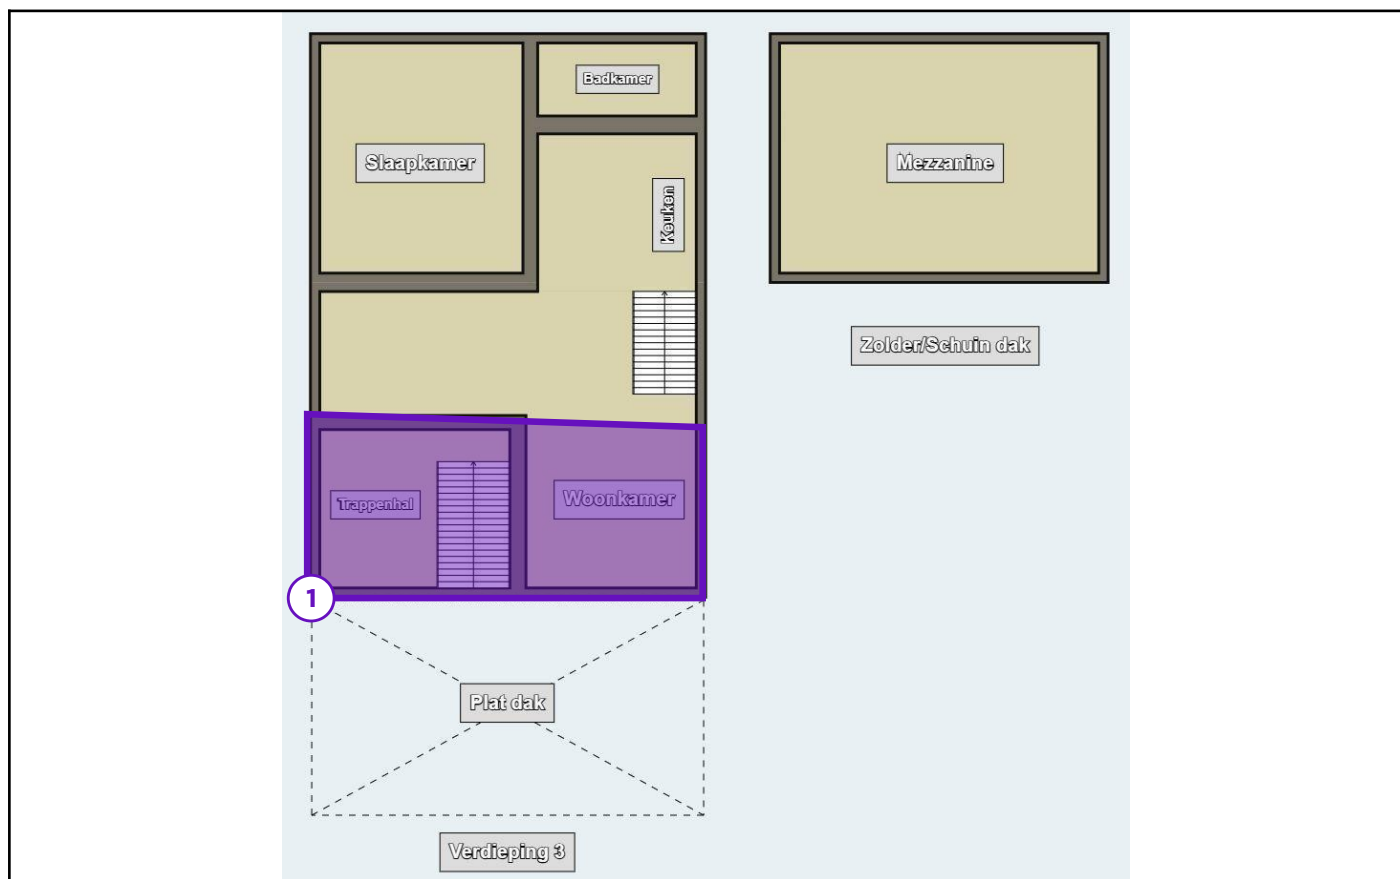 Badkamer
Slaapkamer
Mezzanine
Keuken
Zolder/Schuin dak
Trappenhal
Woonkamer
1
Plat dak
Verdieping 3